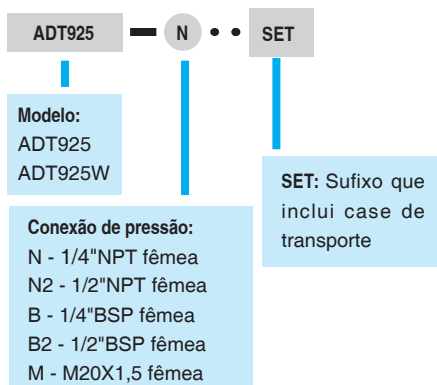 ADT925 — N • • SET
Modelo:
ADT925
ADT925W
SET: Sufixo que
inclui case de
transporte
Conexão de pressão:
N - 1/4"NPT fêmea
N2 - 1/2"NPT fêmea
B - 1/4"BSP fêmea
B2 - 1/2"BSP fêmea
M - M20X1,5 fêmea